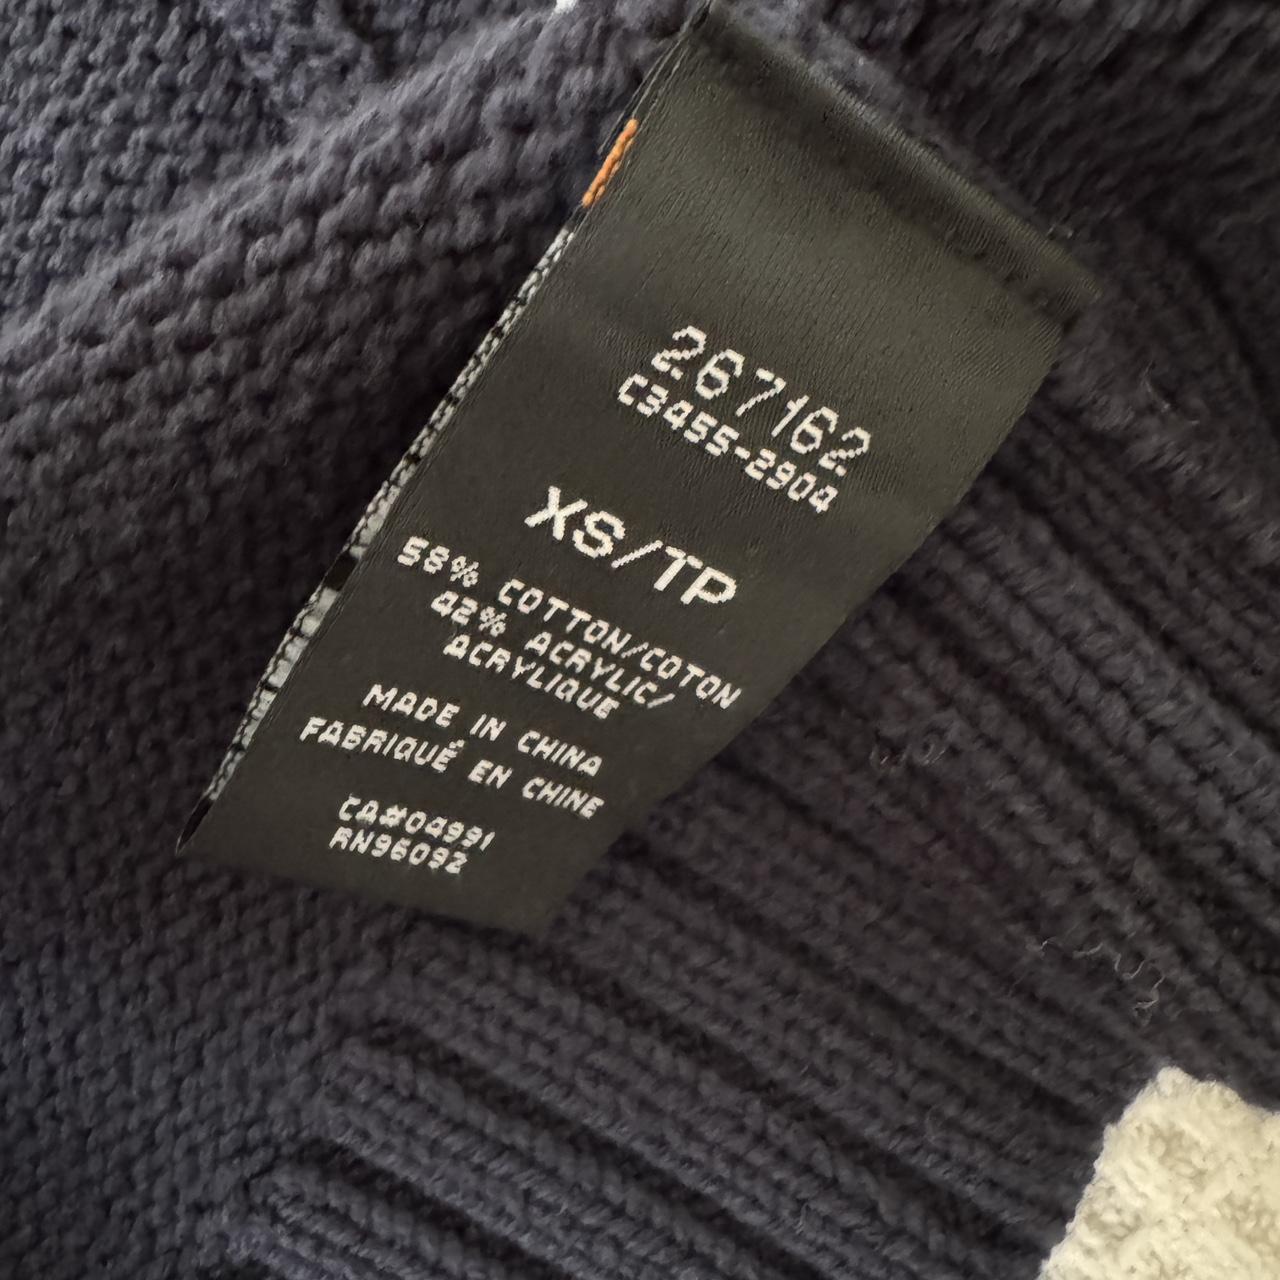 267162
C3455-2904
XS/TP
58% COTTON/COTON
42% ACRYLIC/
ACRYLIQUE
MADE IN CHINA
FABRIQUÉ EN CHINE
CA#04991
RN96092